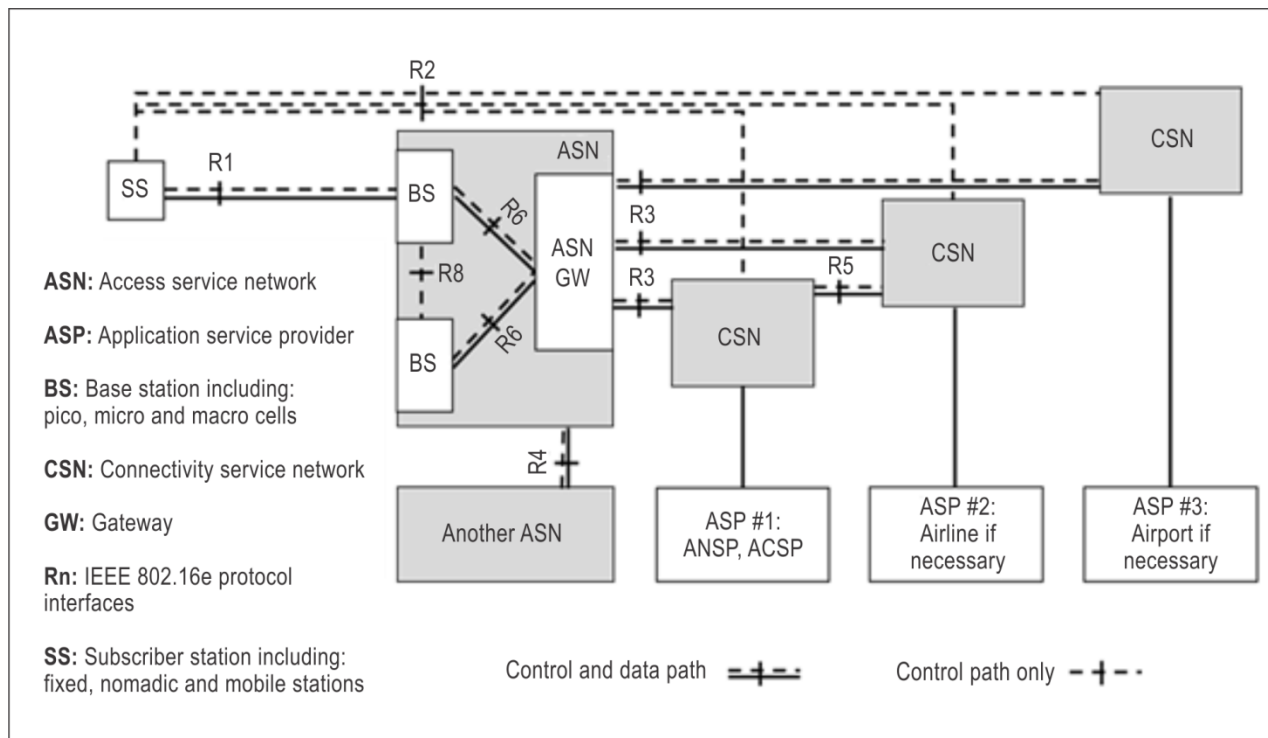 R2
ASN
CSN
SS
R1
BS
R6
R3
ASN
GW
CSN
R8
R3
R5
R6
CSN
BS
ASN: Access service network
ASP: Application service provider
BS: Base station including:
pico, micro and macro cells
CSN: Connectivity service network
GW: Gateway
Rn: IEEE 802.16e protocol
interfaces
SS: Subscriber station including:
fixed, nomadic and mobile stations
R4
Another ASN
ASP #1:
ANSP, ACSP
ASP #2:
Airline if
necessary
ASP #3:
Airport if
necessary
Control and data path
Control path only